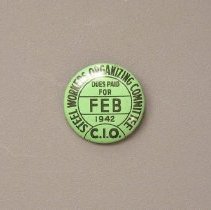 STEEL WORKERS ORGANIZING COMMITTEE
DUES PAID
FOR
FEB
1942
C.I.O.